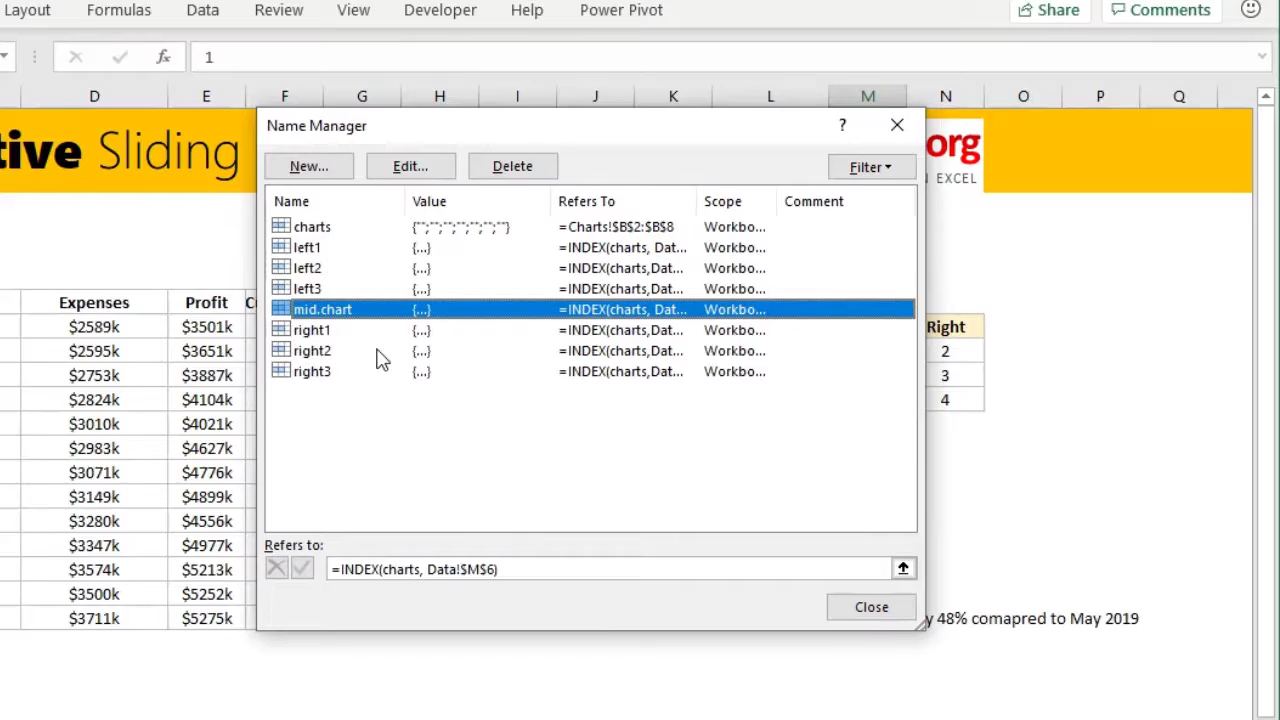 Layout Formulas Data Review View Developer Help Power Pivot Share Comments
fx 1
D E F G H I J K L M N O P Q
tive Sliding
org
N EXCEL
Name Manager ?
New... Edit... Delete Filter
Name Value Refers To Scope Comment
charts {"";"";"";"";"";"";""} =Charts!$B$2:$B$8 Workbo...
left1 {...} =INDEX(charts, Dat... Workbo...
left2 {...} =INDEX(charts,Dat... Workbo...
left3 {...} =INDEX(charts,Dat... Workbo...
mid.chart {...} =INDEX(charts, Dat... Workbo...
right1 {...} =INDEX(charts,Dat... Workbo...
right2 {...} =INDEX(charts,Dat... Workbo...
right3 {...} =INDEX(charts,Dat... Workbo...
Refers to:
=INDEX(charts, Data!$M$6)
Close
Expenses Profit C
$2589k $3501k
$2595k $3651k
$2753k $3887k
$2824k $4104k
$3010k $4021k
$2983k $4627k
$3071k $4776k
$3149k $4899k
$3280k $4556k
$3347k $4977k
$3574k $5213k
$3500k $5252k
$3711k $5275k
Right
2
3
4
y 48% comapred to May 2019